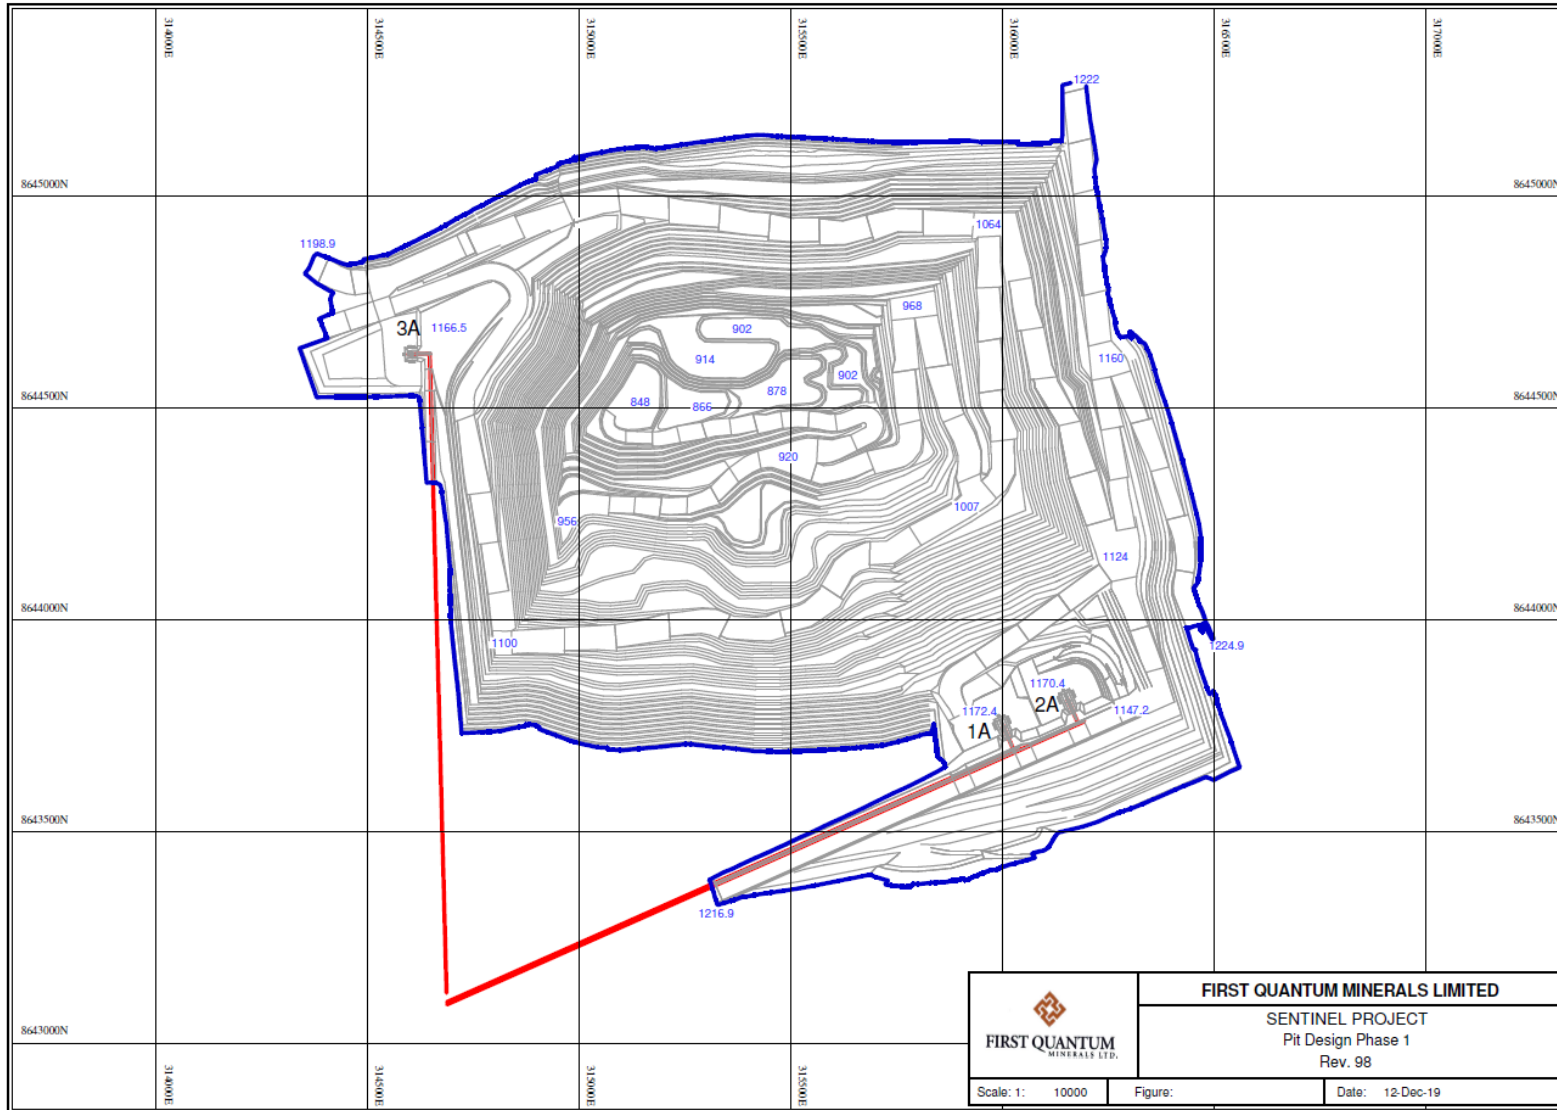 314000E
314500E
315000E
315500E
316000E
316500E
317000E
1222
8645000N
8645000N
1064
1198.9
968
3A
1166.5
902
914
1160
902
878
848
866
8644500N
8644500N
920
1007
956
1124
8644000N
8644000N
1100
1224.9
1170.4
2A
1172.4
1147.2
1A
8643500N
8643500N
1216.9
FIRST QUANTUM MINERALS LIMITED
SENTINEL PROJECT
Pit Design Phase 1
Rev. 98
FIRST QUANTUM
MINERALS LTD.
8643000N
314000E
314500E
315000E
315500E
Scale: 1: 10000
Figure:
Date: 12-Dec-19